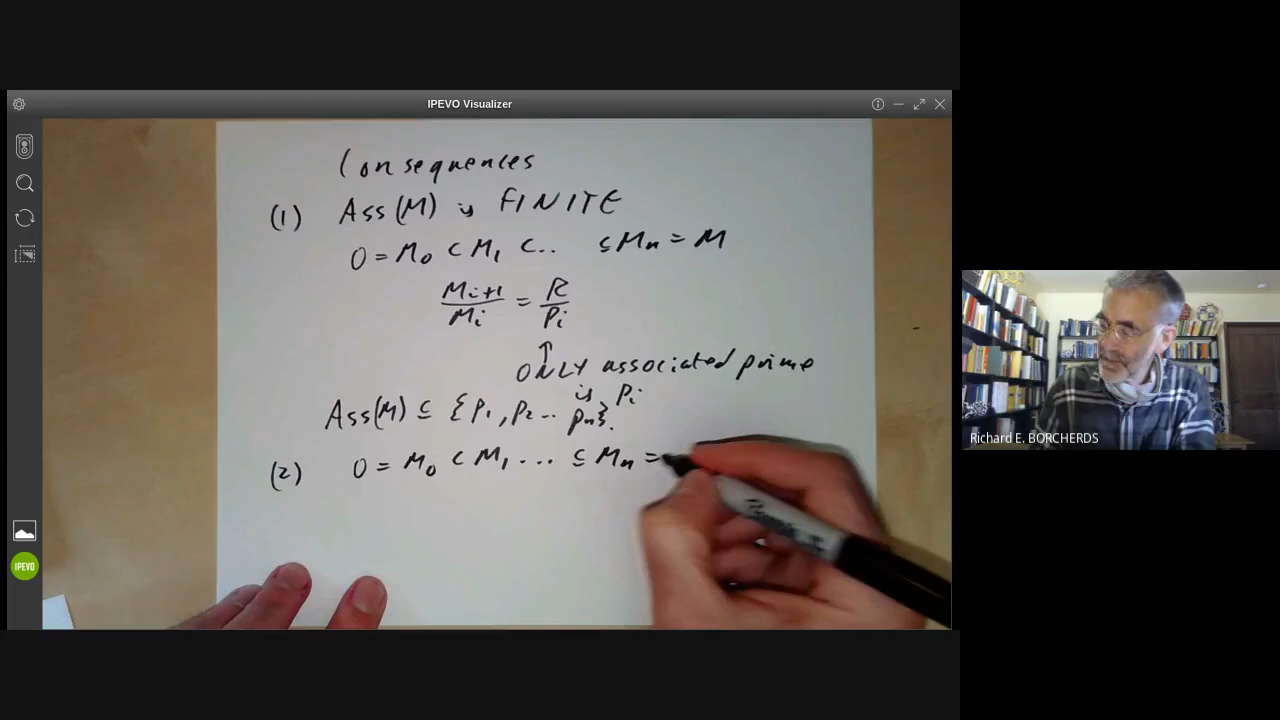 IPEVO Visualizer
Consequences
(1) Ass(M) is FINITE
0 = M₀ ⊂ M₁ ⊂ .. ⊆ Mₙ = M
Mᵢ₊₁/Mᵢ = R/Pᵢ
↑
ONLY associated prime
is Pᵢ
Ass(M) ⊆ {P₁, P₂ ... Pₙ}.
(2) 0 = M₀ ⊂ M₁ ... ⊆ Mₙ =
IPEVO
Richard E. BORCHERDS